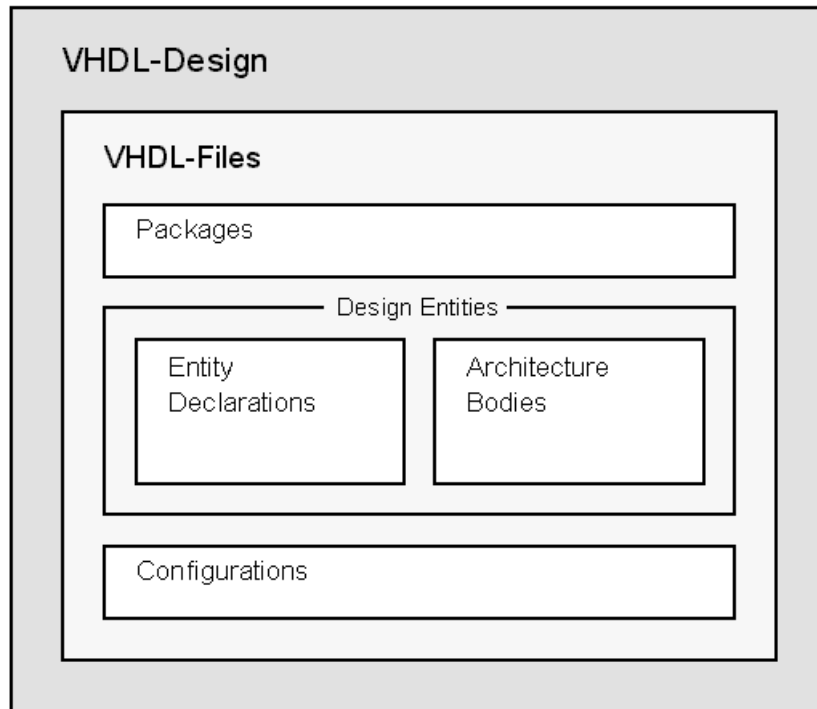 VHDL-Design
VHDL-Files
Packages
Design Entities
Entity
Declarations
Architecture
Bodies
Configurations